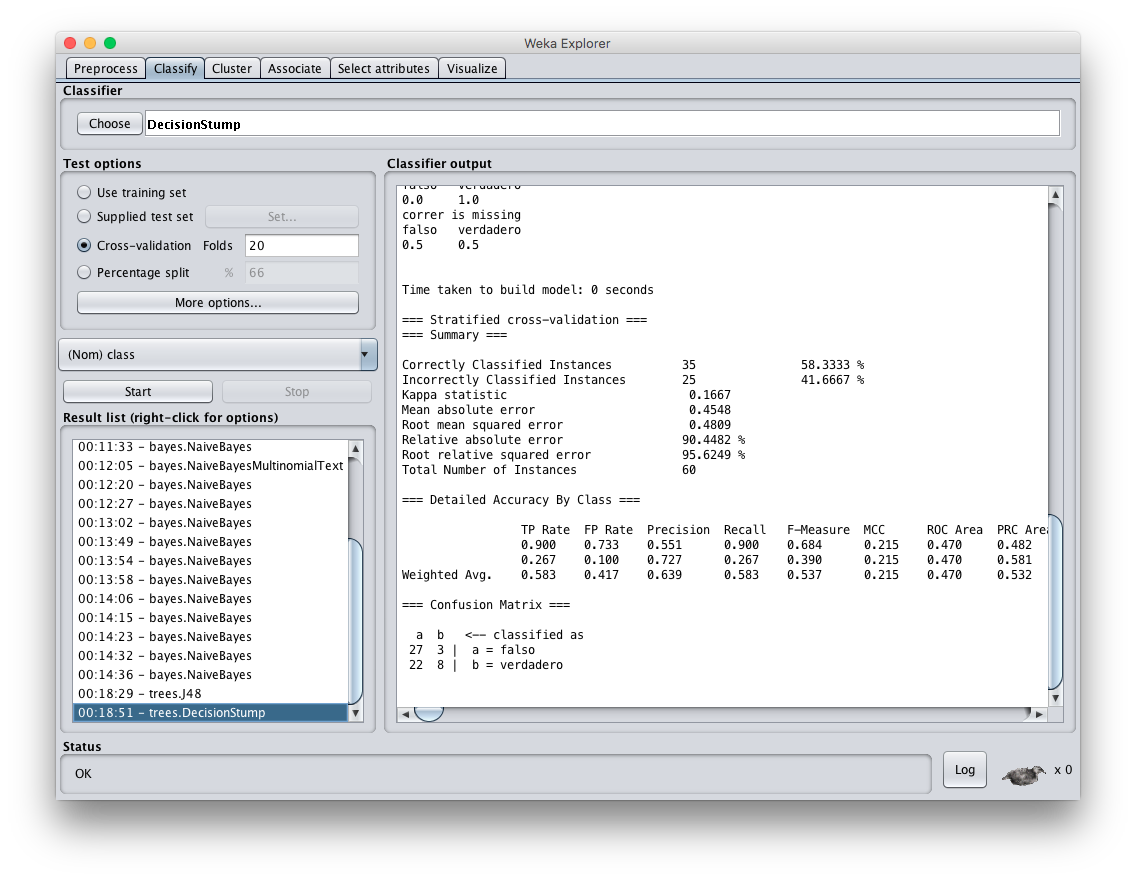 Weka Explorer
Preprocess Classify Cluster Associate Select attributes Visualize
Classifier
Choose DecisionStump
Test options
Use training set
Supplied test set Set...
Cross-validation Folds 20
Percentage split % 66
More options...
(Nom) class
Start Stop
Result list (right-click for options)
00:11:33 - bayes.NaiveBayes
00:12:05 - bayes.NaiveBayesMultinomialText
00:12:20 - bayes.NaiveBayes
00:12:27 - bayes.NaiveBayes
00:13:02 - bayes.NaiveBayes
00:13:49 - bayes.NaiveBayes
00:13:54 - bayes.NaiveBayes
00:13:58 - bayes.NaiveBayes
00:14:06 - bayes.NaiveBayes
00:14:15 - bayes.NaiveBayes
00:14:23 - bayes.NaiveBayes
00:14:32 - bayes.NaiveBayes
00:14:36 - bayes.NaiveBayes
00:18:29 - trees.J48
00:18:51 - trees.DecisionStump
Classifier output
falso verdadero
0.0 1.0
correr is missing
falso verdadero
0.5 0.5
Time taken to build model: 0 seconds
=== Stratified cross-validation ===
=== Summary ===
Correctly Classified Instances 35 58.3333 %
Incorrectly Classified Instances 25 41.6667 %
Kappa statistic 0.1667
Mean absolute error 0.4548
Root mean squared error 0.4809
Relative absolute error 90.4482 %
Root relative squared error 95.6249 %
Total Number of Instances 60
=== Detailed Accuracy By Class ===
TP Rate FP Rate Precision Recall F-Measure MCC ROC Area PRC Area
0.900 0.733 0.551 0.900 0.684 0.215 0.470 0.482
0.267 0.100 0.727 0.267 0.390 0.215 0.470 0.581
Weighted Avg. 0.583 0.417 0.639 0.583 0.537 0.215 0.470 0.532
=== Confusion Matrix ===
a b <-- classified as
27 3 | a = falso
22 8 | b = verdadero
Status
OK
Log
x 0